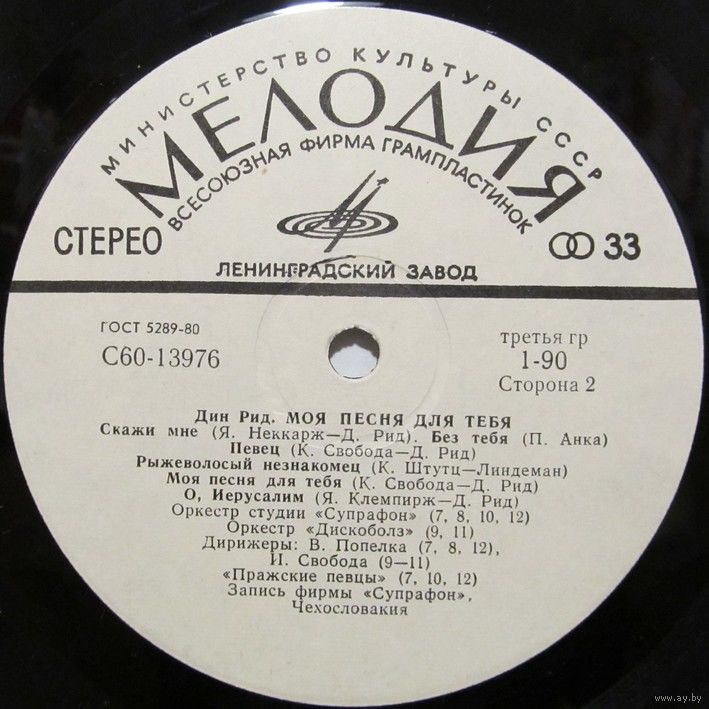 МИНИСТЕРСТВО КУЛЬТУРЫ СССР
МЕЛОДИЯ
ВСЕСОЮЗНАЯ ФИРМА ГРАМПЛАСТИНОК
СТЕРЕО
33
ЛЕНИНГРАДСКИЙ ЗАВОД
ГОСТ 5289-80
С60-13976
третья гр
1-90
Сторона 2
Дин Рид. МОЯ ПЕСНЯ ДЛЯ ТЕБЯ
Скажи мне (Я. Неккарж—Д. Рид). Без тебя (П. Анка)
Певец (К. Свобода—Д. Рид)
Рыжеволосый незнакомец (К. Штутц—Линдеман)
Моя песня для тебя (К. Свобода—Д. Рид)
О, Иерусалим (Я. Клемпирж—Д. Рид)
Оркестр студии «Супрафон» (7, 8, 10, 12)
Оркестр «Дискоболз» (9, 11)
Дирижеры: В. Попелка (7, 8, 12),
И. Свобода (9—11)
«Пражские певцы» (7, 10, 12)
Запись фирмы «Супрафон»,
Чехословакия
www.ay.by